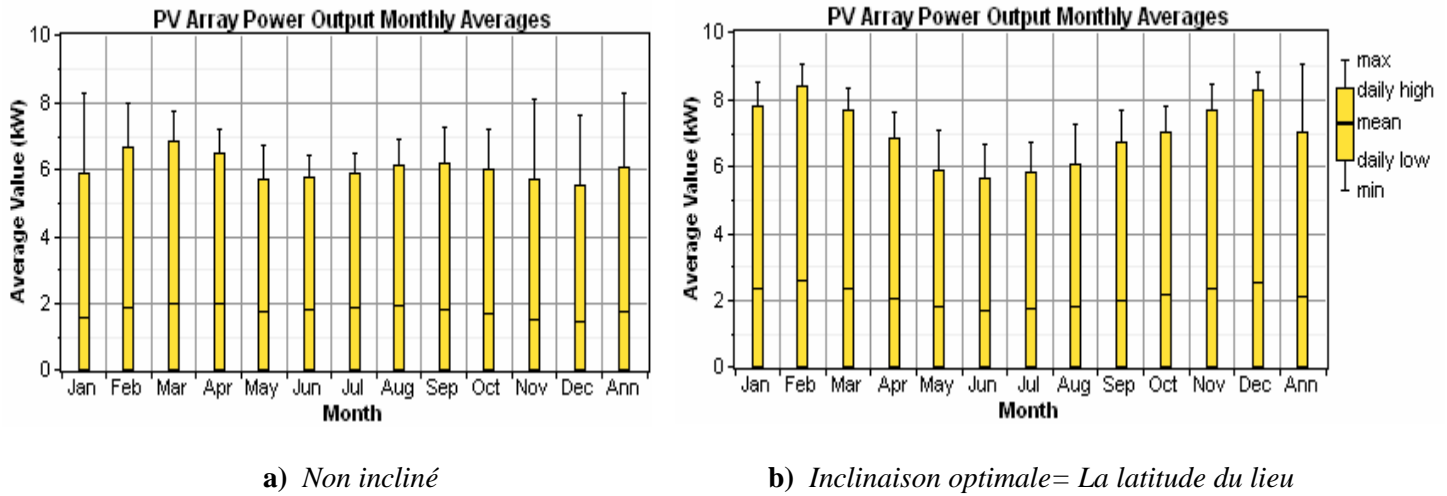 PV Array Power Output Monthly Averages
10
8
6
4
2
0
Average Value (kW)
Jan Feb Mar Apr May Jun Jul Aug Sep Oct Nov Dec Ann
Month
PV Array Power Output Monthly Averages
10
8
6
4
2
0
Average Value (kW)
Jan Feb Mar Apr May Jun Jul Aug Sep Oct Nov Dec Ann
Month
max
daily high
mean
daily low
min
a) Non incliné
b) Inclinaison optimale= La latitude du lieu